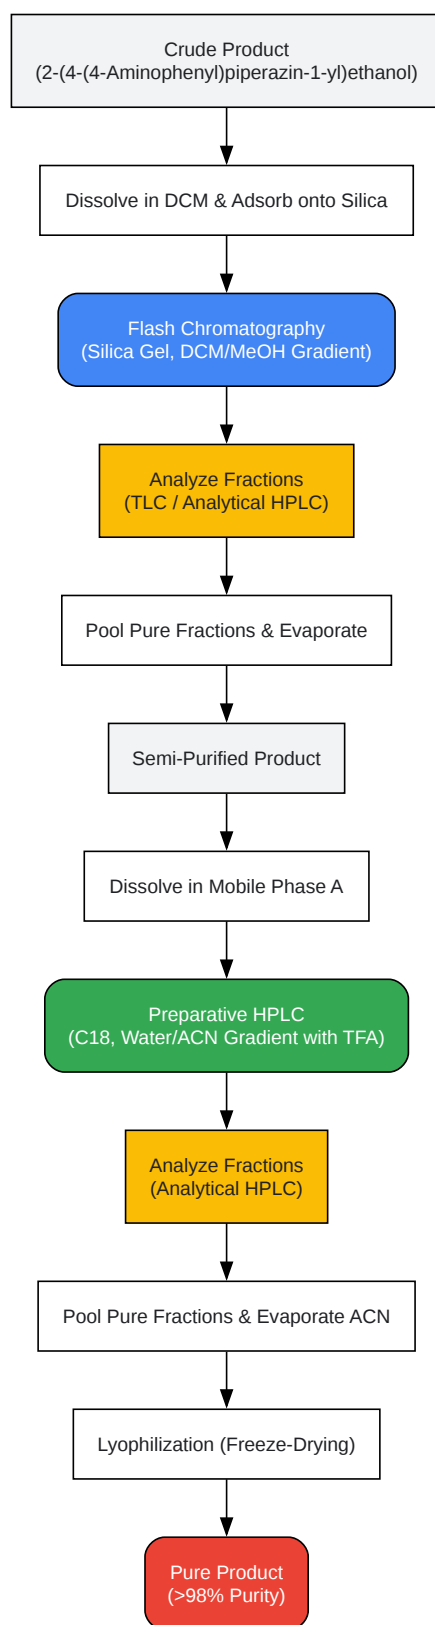 Crude Product
(2-(4-(4-Aminophenyl)piperazin-1-yl)ethanol)
Dissolve in DCM & Adsorb onto Silica
Flash Chromatography
(Silica Gel, DCM/MeOH Gradient)
Analyze Fractions
(TLC / Analytical HPLC)
Pool Pure Fractions & Evaporate
Semi-Purified Product
Dissolve in Mobile Phase A
Preparative HPLC
(C18, Water/ACN Gradient with TFA)
Analyze Fractions
(Analytical HPLC)
Pool Pure Fractions & Evaporate ACN
Lyophilization (Freeze-Drying)
Pure Product
(>98% Purity)